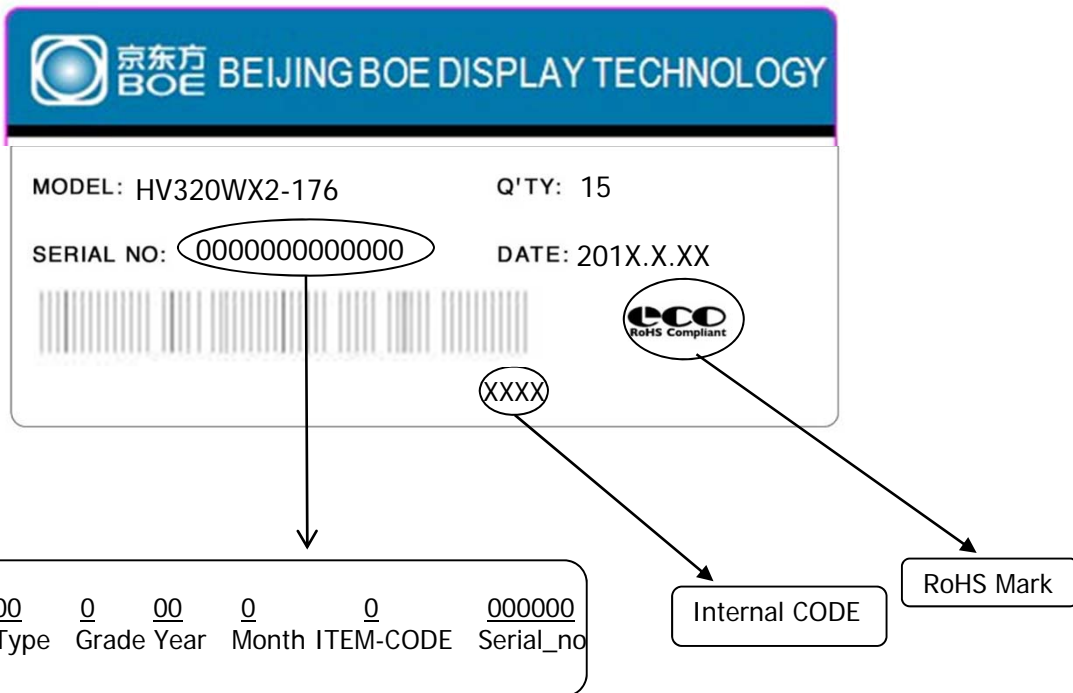 京东方
BOE BEIJING BOE DISPLAY TECHNOLOGY
MODEL: HV320WX2-176 Q'TY: 15
SERIAL NO: 0000000000000 DATE: 201X.X.XX
eco
RoHS Compliant
XXXX
00 0 00 0 0 000000
Type Grade Year Month ITEM-CODE Serial_no
Internal CODE
RoHS Mark